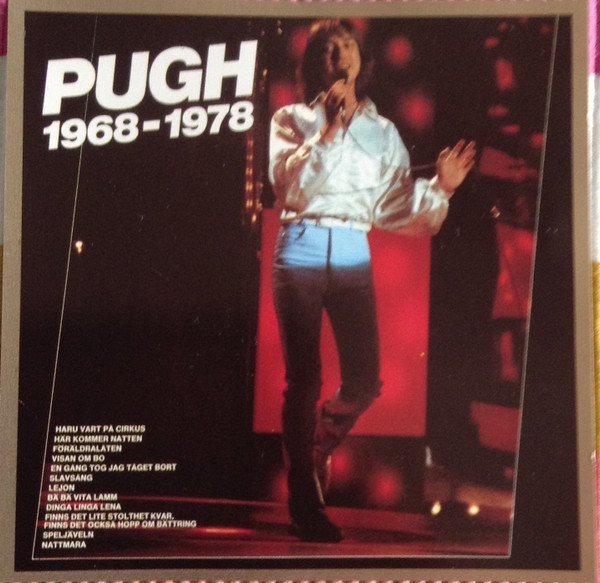 PUGH
1968-1978
HARU VART PÅ CIRKUS
HÄR KOMMER NATTEN
FÖRÄLDRALÅTEN
VISAN OM BO
EN GÅNG TOG JAG TÅGET BORT
SLAVSÅNG
LEJON
BÄ BÄ VITA LAMM
DINGA LINGA LENA
FINNS DET LITE STOLTHET KVAR,
FINNS DET OCKSÅ HOPP OM BÄTTRING
SPELJÄVELN
NATTMARA